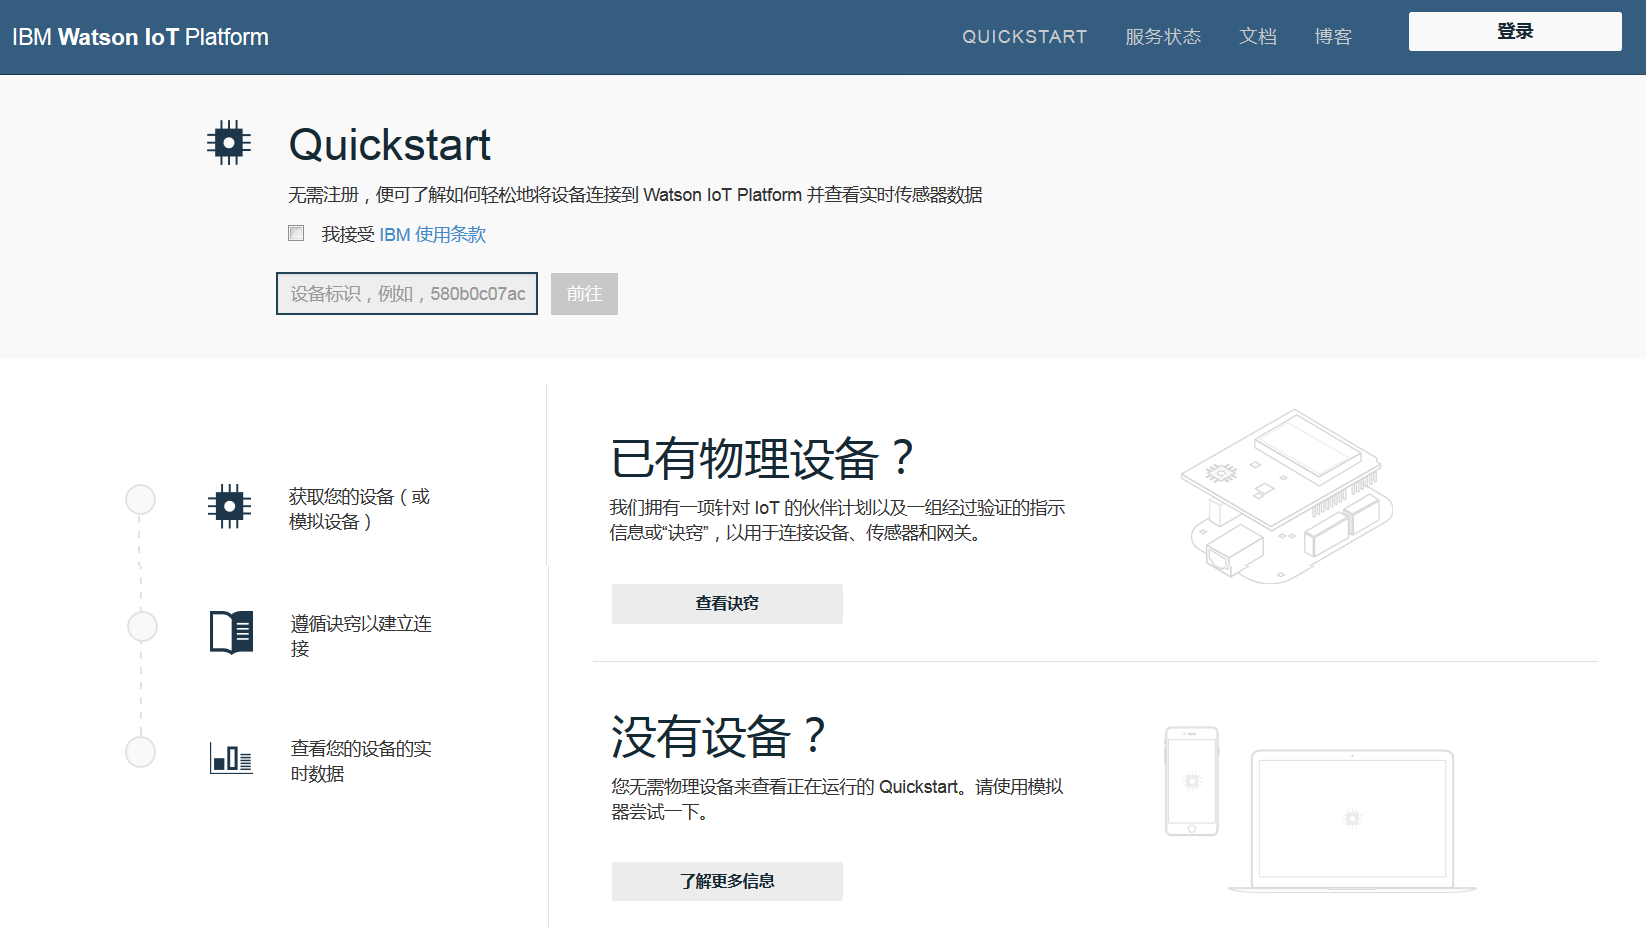 IBM Watson IoT Platform
QUICKSTART
服务状态
文档
博客
登录
Quickstart
无需注册，便可了解如何轻松地将设备连接到 Watson IoT Platform 并查看实时传感器数据
我接受 IBM 使用条款
设备标识，例如，580b0c07ac
前往
获取您的设备（或
模拟设备）
遵循诀窍以建立连
接
查看您的设备的实
时数据
已有物理设备？
我们拥有一项针对 IoT 的伙伴计划以及一组经过验证的指示
信息或“诀窍”，以用于连接设备、传感器和网关。
查看诀窍
没有设备？
您无需物理设备来查看正在运行的 Quickstart。请使用模拟
器尝试一下。
了解更多信息